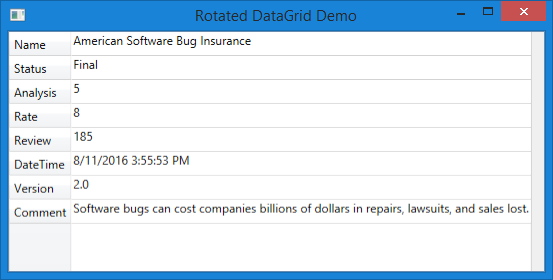 Rotated DataGrid Demo
Name American Software Bug Insurance
Status Final
Analysis 5
Rate 8
Review 185
DateTime 8/11/2016 3:55:53 PM
Version 2.0
Comment Software bugs can cost companies billions of dollars in repairs, lawsuits, and sales lost.